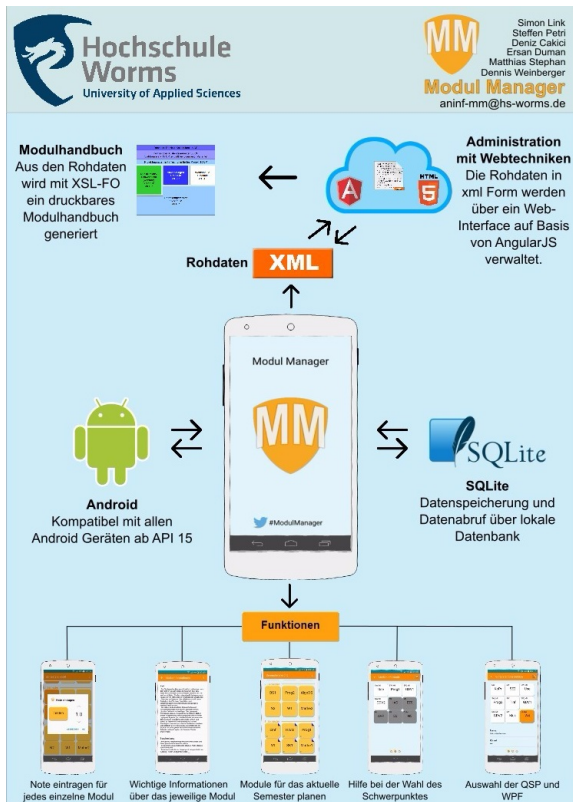 Hochschule
Worms
University of Applied Sciences
MM
Simon Link
Steffen Petri
Deniz Cakici
Ersan Duman
Matthias Stephan
Dennis Weinberger
Modul Manager
aninf-mm@hs-worms.de
Modulhandbuch
Aus den Rohdaten
wird mit XSL-FO
ein druckbares
Modulhandbuch
generiert
A
HTML
5
Administration
mit Webtechniken
Die Rohdaten in
xml Form werden
über ein Web-
Interface auf Basis
von AngularJS
verwaltet.
Rohdaten
XML
Modul Manager
MM
#ModulManager
Android
Kompatibel mit allen
Android Geräten ab API 15
SQLite
SQLite
Datenspeicherung und
Datenabruf über lokale
Datenbank
Funktionen
Note eintragen für
jedes einzelne Modul
Wichtige Informationen
über das jeweilige Modul
Module für das aktuelle
Semester planen
Hilfe bei der Wahl des
Schwerpunktes
Auswahl der QSP und
WPF